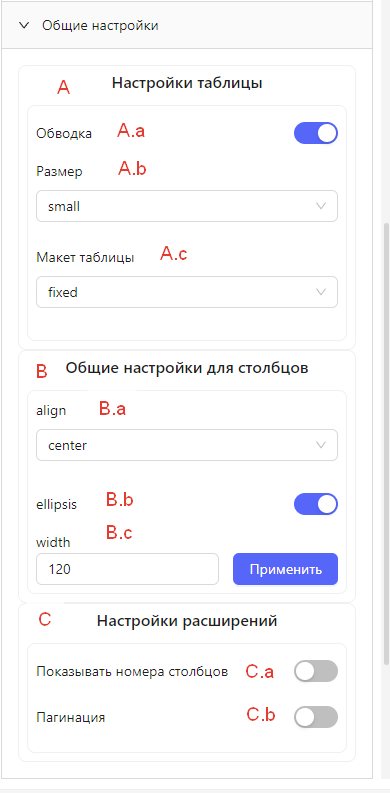 Общие настройки
A Настройки таблицы
Обводка A.a
Размер A.b
small
Макет таблицы A.c
fixed
B Общие настройки для столбцов
align B.a
center
ellipsis B.b
width B.c
120 Применить
C Настройки расширений
Показывать номера столбцов C.a
Пагинация C.b